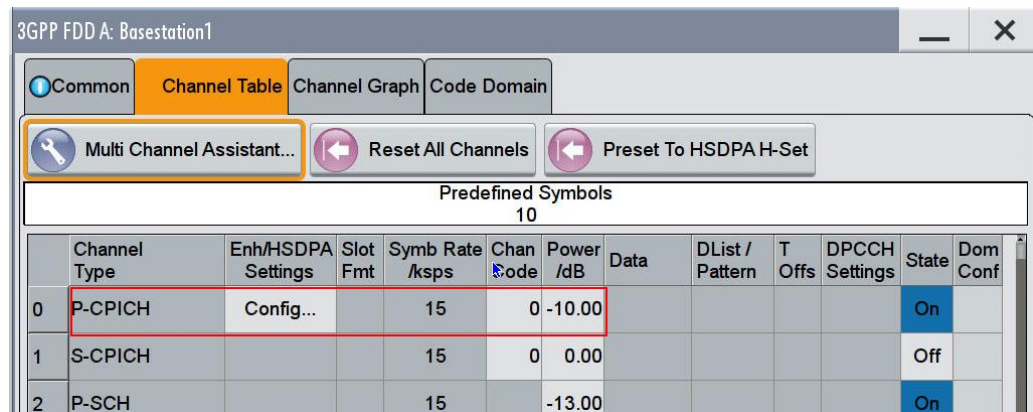 3GPP FDD A: Basestation1
Common Channel Table Channel Graph Code Domain
Multi Channel Assistant... Reset All Channels Preset To HSDPA H-Set
Predefined Symbols
10
Channel Type Enh/HSDPA Settings Slot Fmt Symb Rate /ksps Chan Code Power /dB Data DList / Pattern T Offs DPCCH Settings State Dom Conf
0 P-CPICH Config... 15 0 -10.00 On
1 S-CPICH 15 0 0.00 Off
2 P-SCH 15 -13.00 On